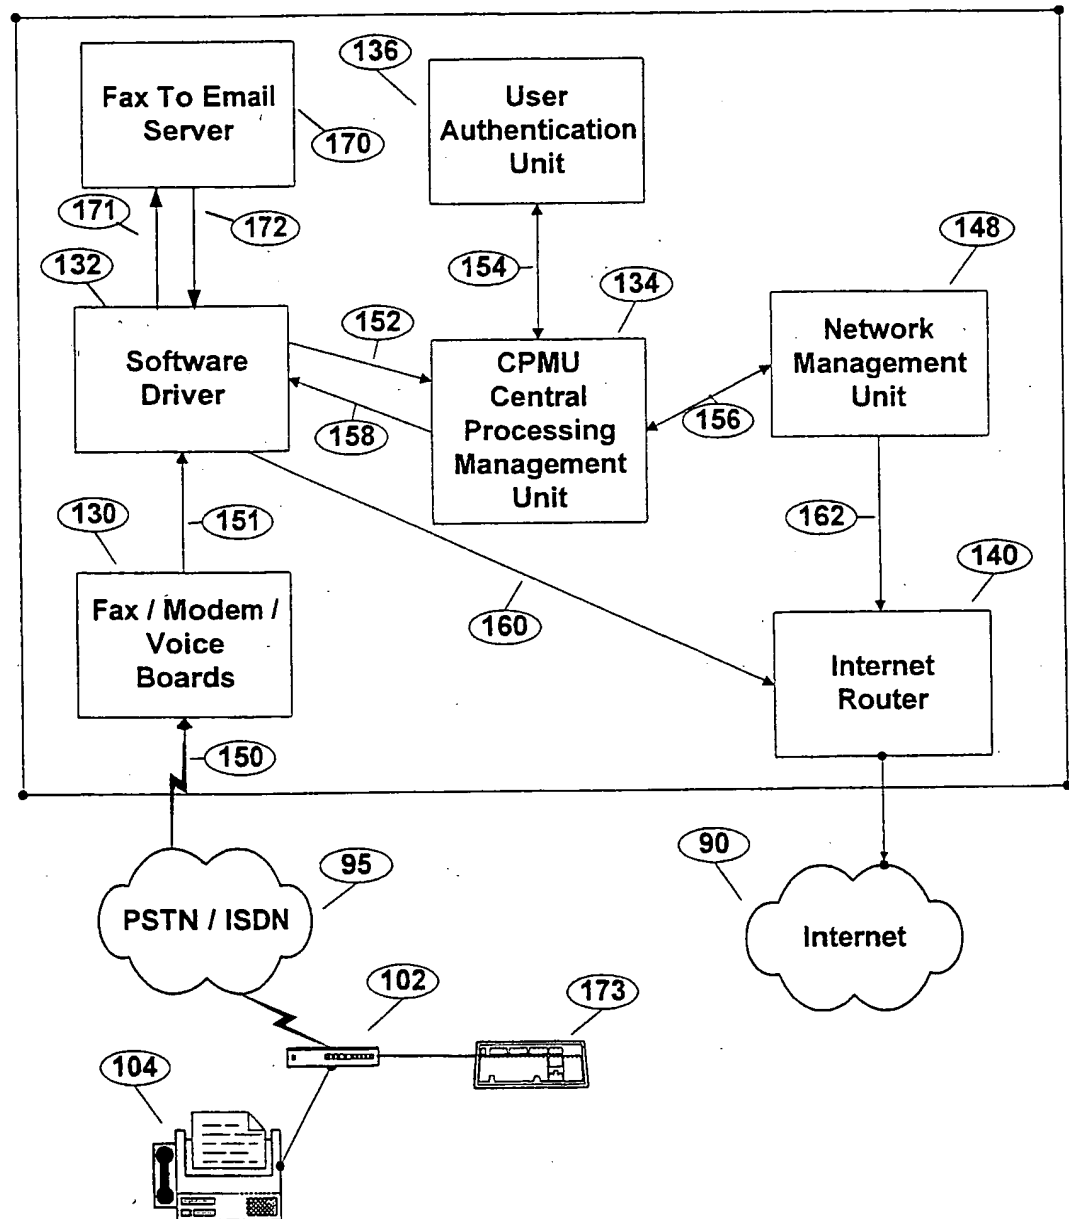 136
Fax To Email
Server
User
Authentication
Unit
170
171
172
148
132
154
134
152
Network
Management
Unit
Software
Driver
CPMU
Central
Processing
Management
Unit
158
156
130
151
162
140
Fax / Modem /
Voice
Boards
160
Internet
Router
150
90
95
PSTN / ISDN
Internet
102
173
104